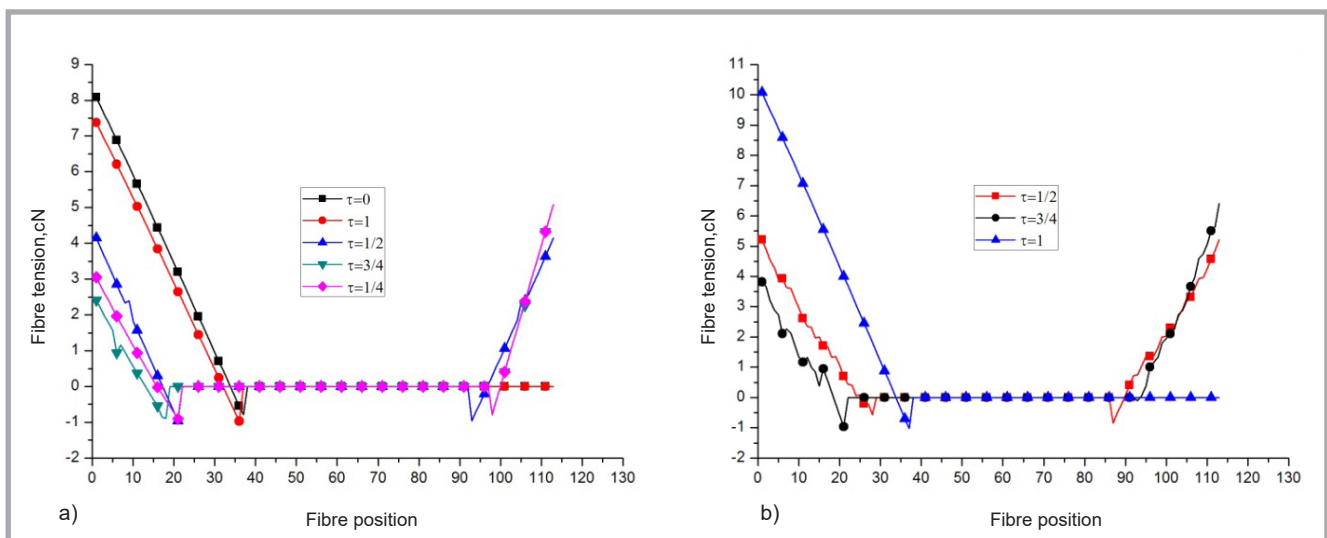 9
8
7
6
5
4
3
2
1
0
-1
-2
Fibre tension,cN
τ=0
τ=1
τ=1/2
τ=3/4
τ=1/4
0 10 20 30 40 50 60 70 80 90 100 110 120 130
a) Fibre position
11
10
9
8
7
6
5
4
3
2
1
0
-1
-2
Fibre tension,cN
τ=1/2
τ=3/4
τ=1
0 10 20 30 40 50 60 70 80 90 100 110 120 130
b) Fibre position